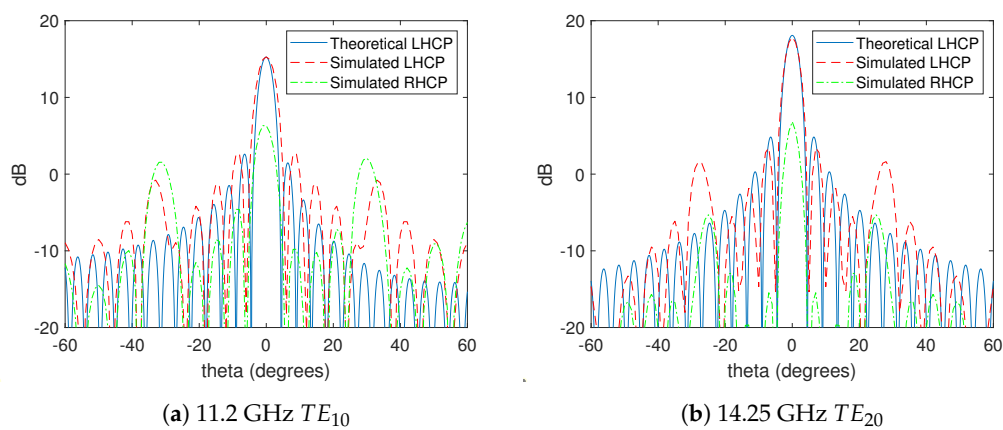 20
10
0
-10
-20
dB
-60 -40 -20 0 20 40 60
theta (degrees)
Theoretical LHCP
Simulated LHCP
Simulated RHCP
(a) 11.2 GHz TE10
20
10
0
-10
-20
dB
-60 -40 -20 0 20 40 60
theta (degrees)
Theoretical LHCP
Simulated LHCP
Simulated RHCP
(b) 14.25 GHz TE20